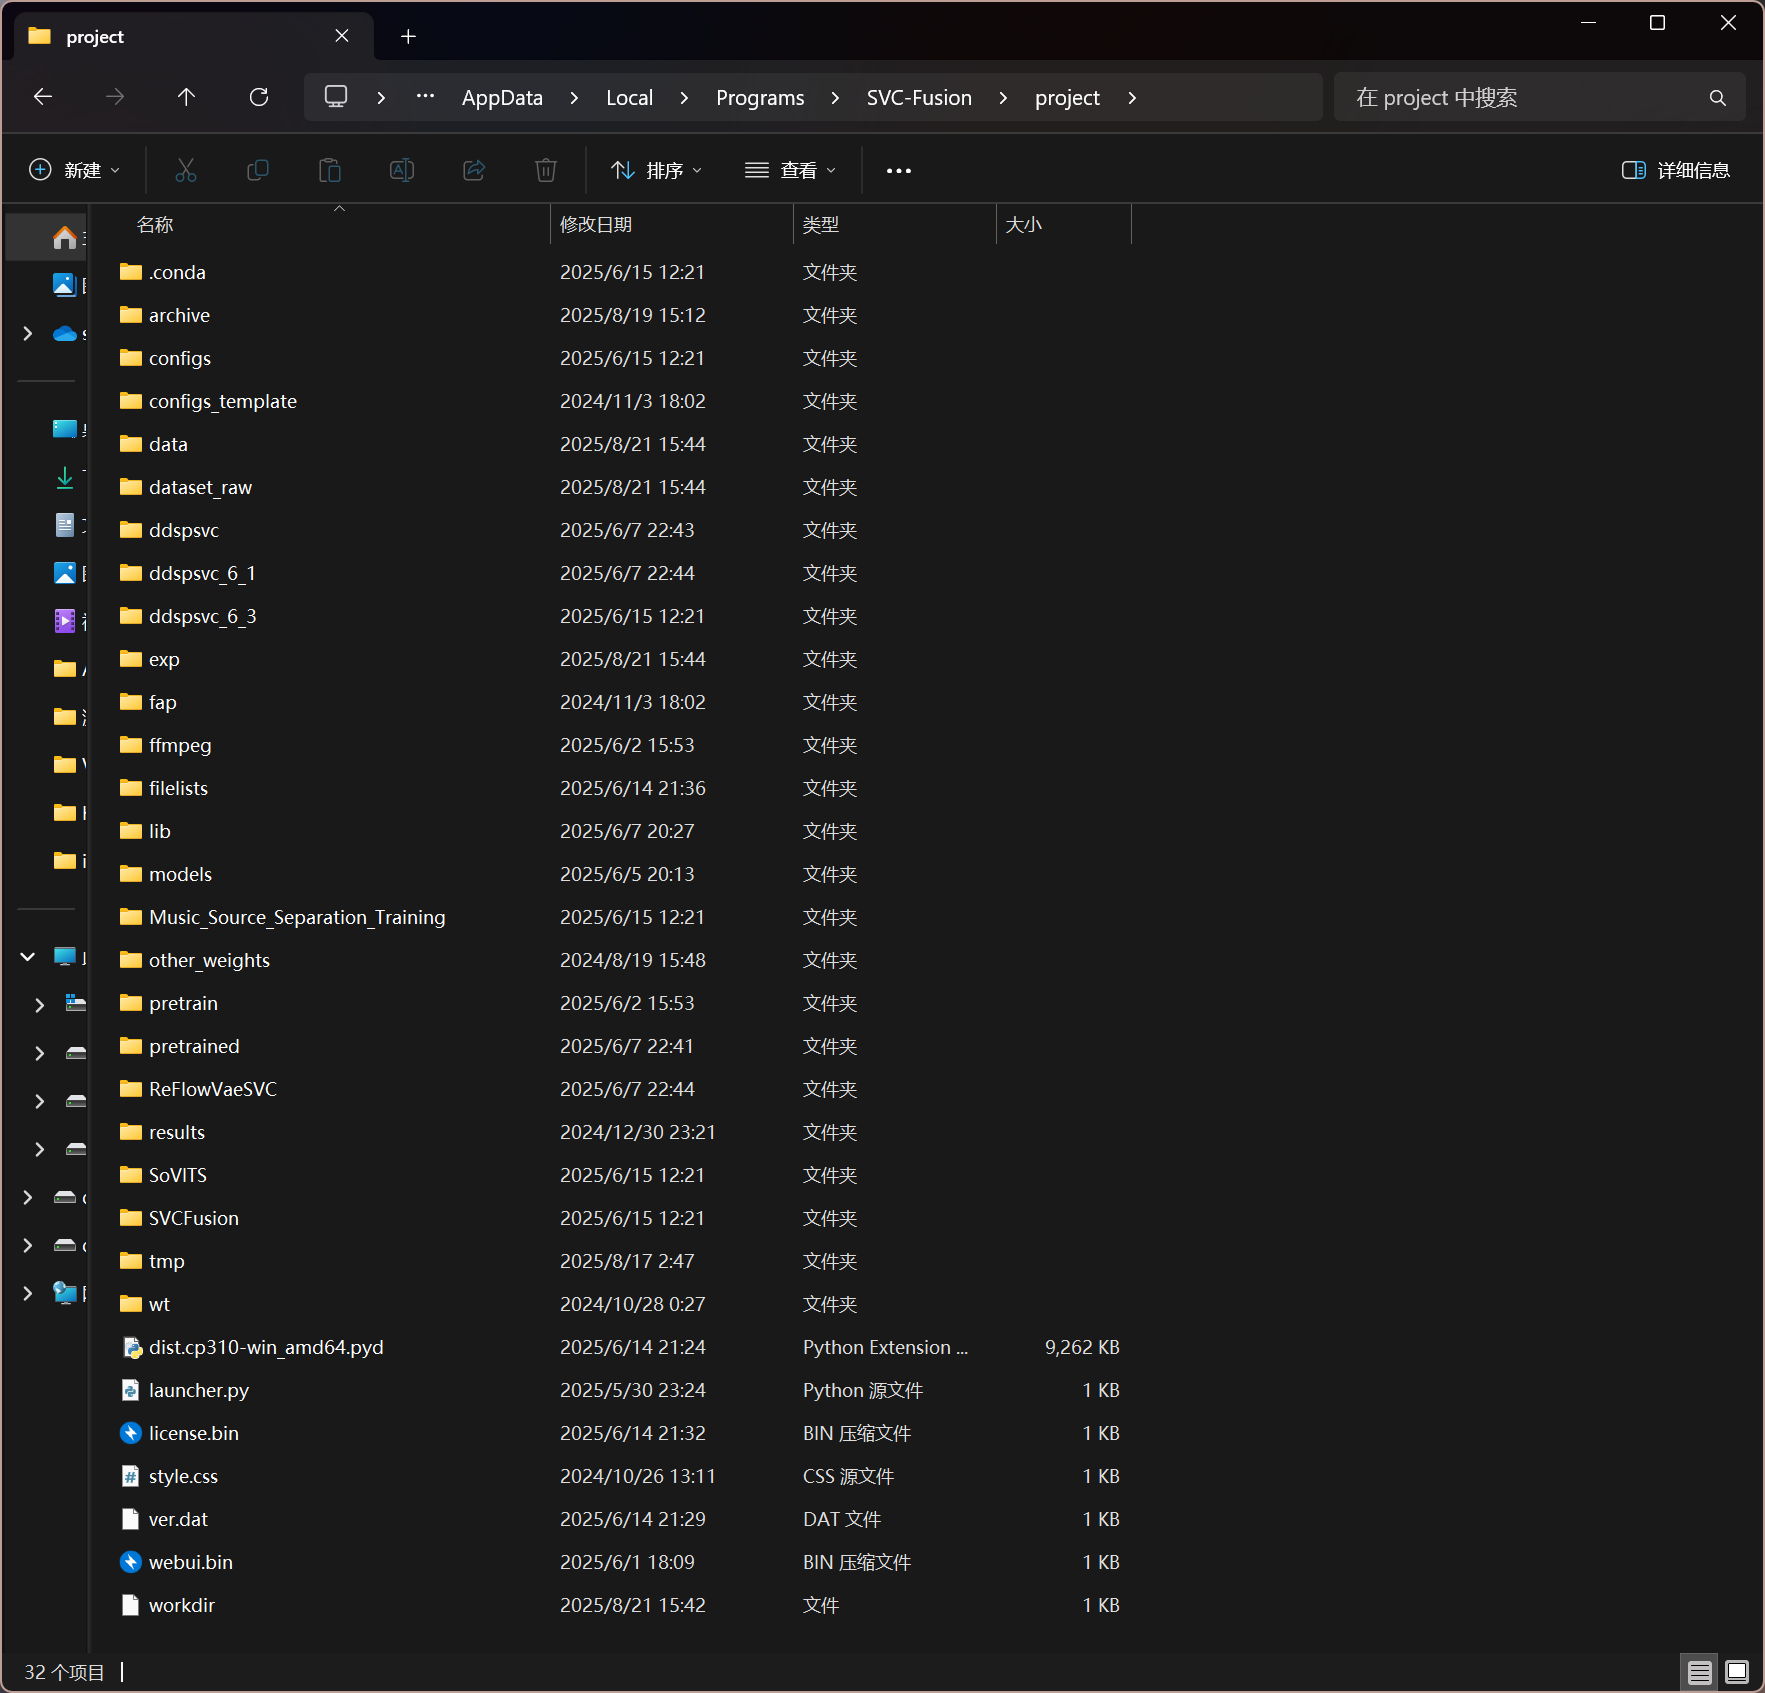 project
AppData Local Programs SVC-Fusion project
在 project 中搜索
新建 排序 查看 详细信息
名称 修改日期 类型 大小
.conda 2025/6/15 12:21 文件夹
archive 2025/8/19 15:12 文件夹
configs 2025/6/15 12:21 文件夹
configs_template 2024/11/3 18:02 文件夹
data 2025/8/21 15:44 文件夹
dataset_raw 2025/8/21 15:44 文件夹
ddspsvc 2025/6/7 22:43 文件夹
ddspsvc_6_1 2025/6/7 22:44 文件夹
ddspsvc_6_3 2025/6/15 12:21 文件夹
exp 2025/8/21 15:44 文件夹
fap 2024/11/3 18:02 文件夹
ffmpeg 2025/6/2 15:53 文件夹
filelists 2025/6/14 21:36 文件夹
lib 2025/6/7 20:27 文件夹
models 2025/6/5 20:13 文件夹
Music_Source_Separation_Training 2025/6/15 12:21 文件夹
other_weights 2024/8/19 15:48 文件夹
pretrain 2025/6/2 15:53 文件夹
pretrained 2025/6/7 22:41 文件夹
ReFlowVaeSVC 2025/6/7 22:44 文件夹
results 2024/12/30 23:21 文件夹
SoVITS 2025/6/15 12:21 文件夹
SVCFusion 2025/6/15 12:21 文件夹
tmp 2025/8/17 2:47 文件夹
wt 2024/10/28 0:27 文件夹
dist.cp310-win_amd64.pyd 2025/6/14 21:24 Python Extension ... 9,262 KB
launcher.py 2025/5/30 23:24 Python 源文件 1 KB
license.bin 2025/6/14 21:32 BIN 压缩文件 1 KB
style.css 2024/10/26 13:11 CSS 源文件 1 KB
ver.dat 2025/6/14 21:29 DAT 文件 1 KB
webui.bin 2025/6/1 18:09 BIN 压缩文件 1 KB
workdir 2025/8/21 15:42 文件 1 KB
32 个项目